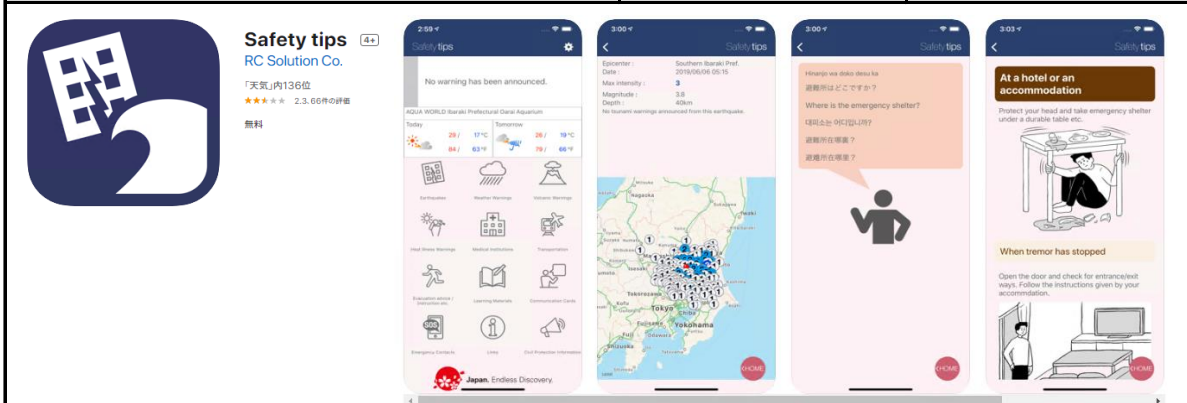 Safety tips 4+
RC Solution Co.
「天気」内136位
★★★★★ 2.3, 66件の評価
無料
2:59
Safety tips
No warning has been announced.
AQUA WORLD Ibaraki Prefectural Oarai Aquarium
Today
Tomorrow
29 / 17°C
26 / 19°C
84 / 63°F
79 / 66°F
Earthquakes
Weather Warnings
Volcanic Warnings
Heat Stress Warnings
Medical Institutions
Transportation
Evacuation advice /
instruction etc.
Learning Materials
Communication Cards
SOS
Emergency Contacts
Links
Civil Protection Information
Japan. Endless Discovery.
3:00
Safety tips
Epicenter : Southern Ibaraki Pref.
Date : 2019/06/06 05:15
Max intensity : 3
Magnitude : 3.8
Depth : 40km
No tsunami warnings announced from this earthquake.
Nagaoka
Iwaki
Tokorozawa
Tokyo
Chiba
Yokohama
Fuji
Odawara
Shizuoka
HOME
3:00
Safety tips
Hinanjo wa doko desu ka
避難所はどこですか？
Where is the emergency shelter?
대피소는 어디입니까?
避難所在哪裏？
避难所在哪里？
HOME
3:03
Safety tips
At a hotel or an
accommodation
Protect your head and take emergency shelter
under a durable table etc.
When tremor has stopped
Open the door and check for entrance/exit
ways. Follow the instructions given by your
accommndation.
HOME